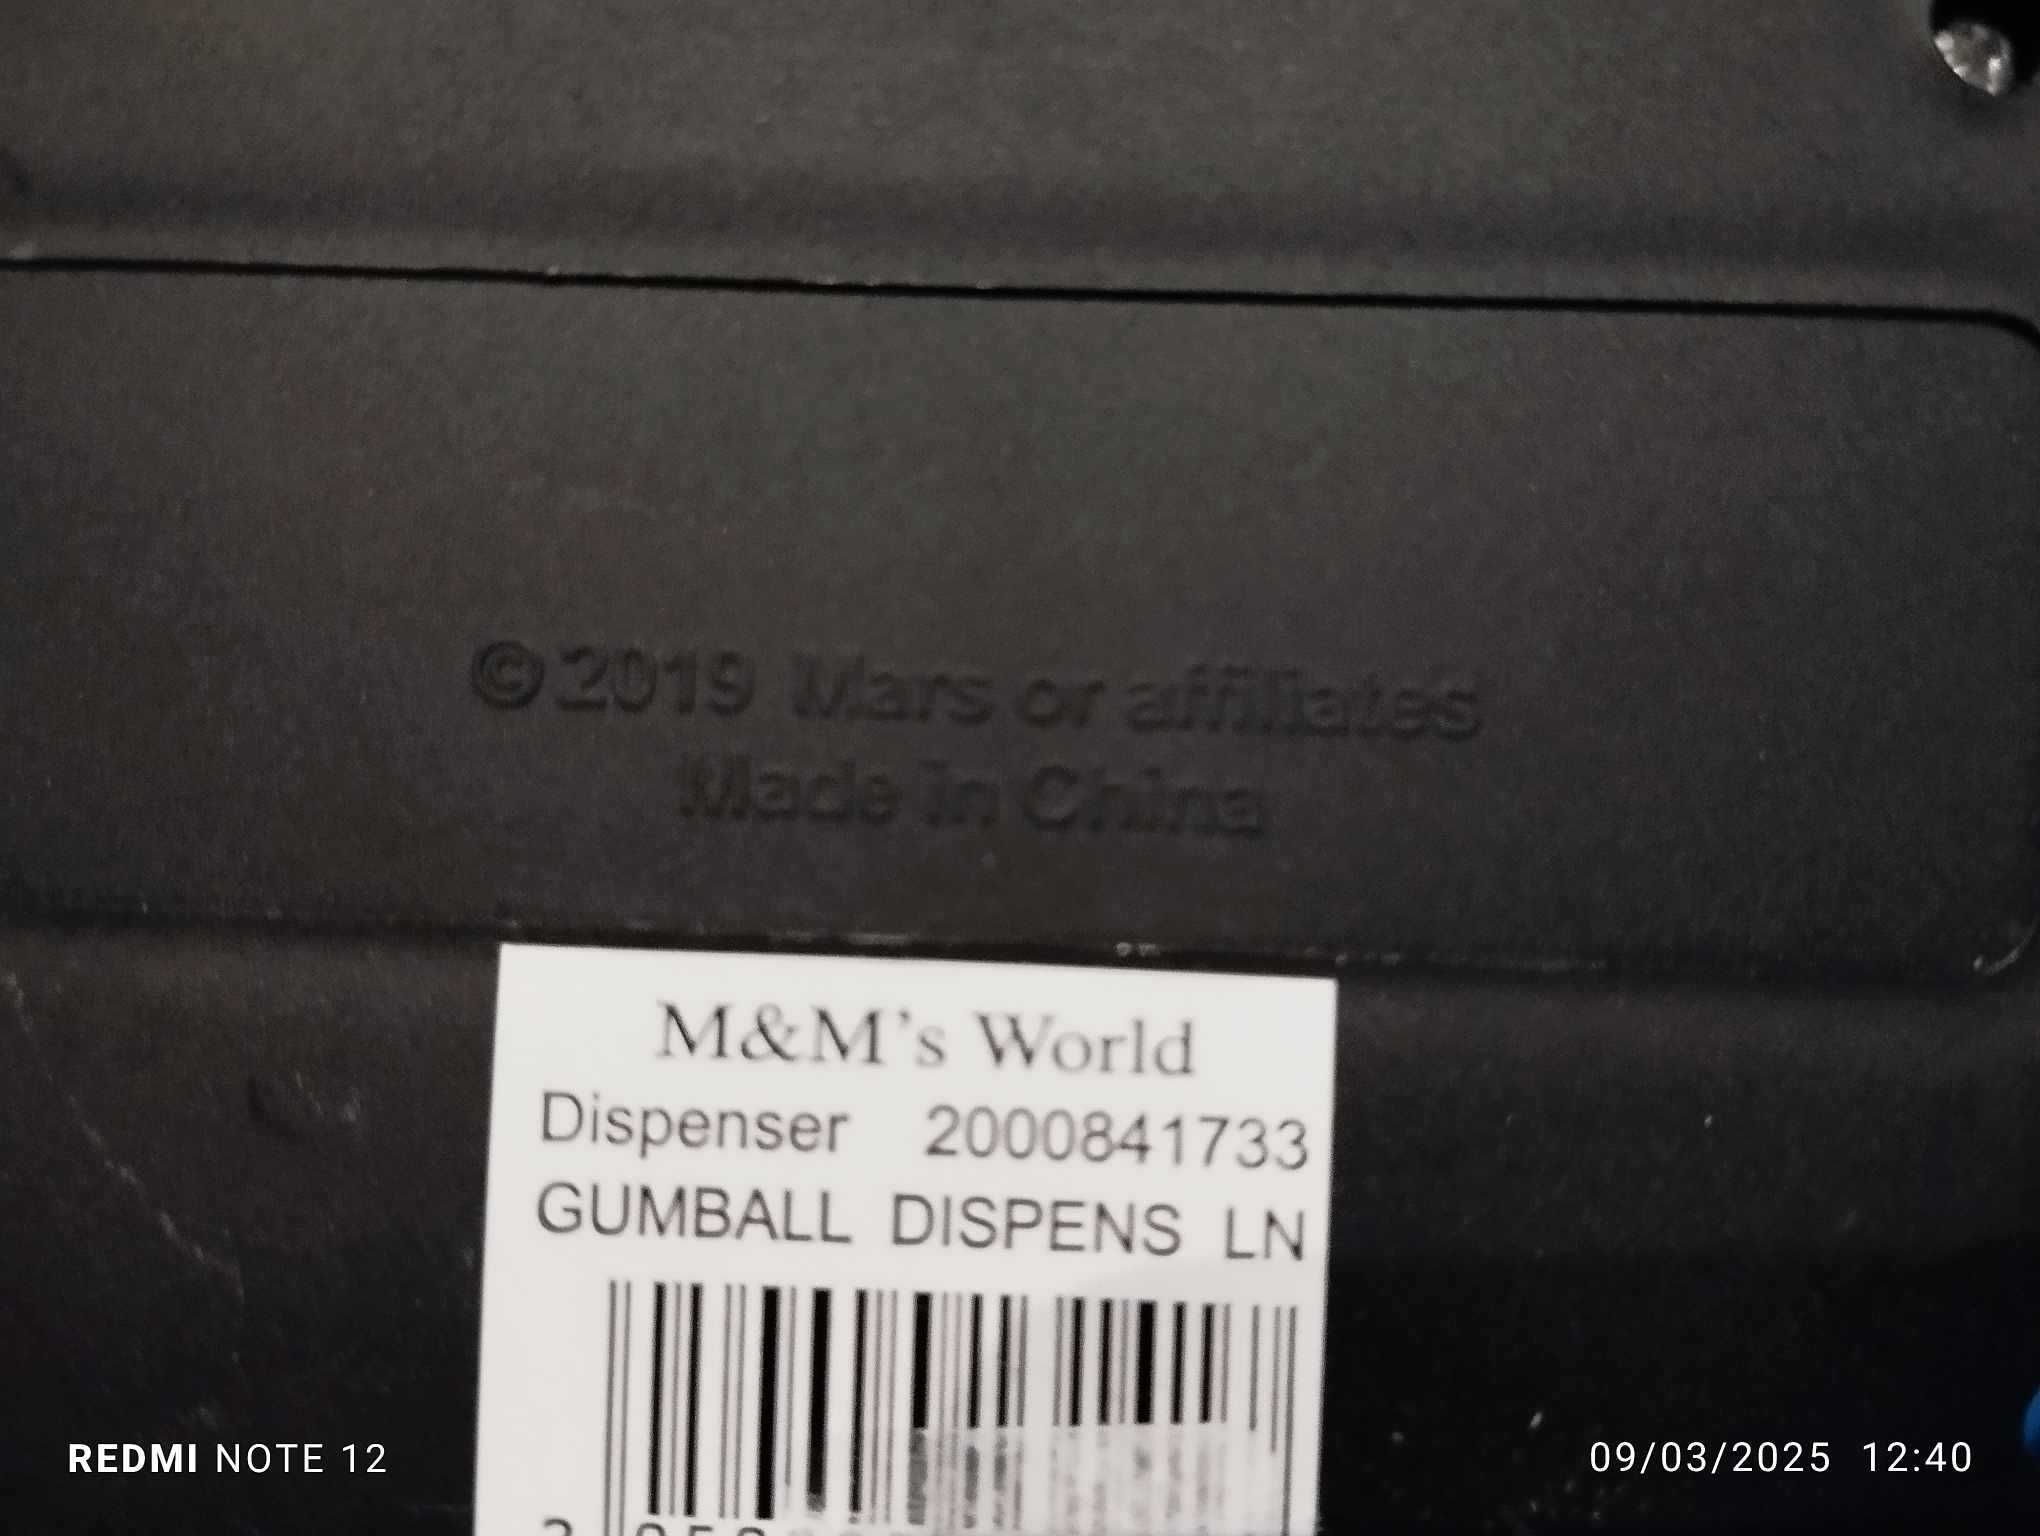 ©2019 Mars or affiliates
Made in China
M&M's World
Dispenser 2000841733
GUMBALL DISPENS LN
REDMI NOTE 12
09/03/2025 12:40